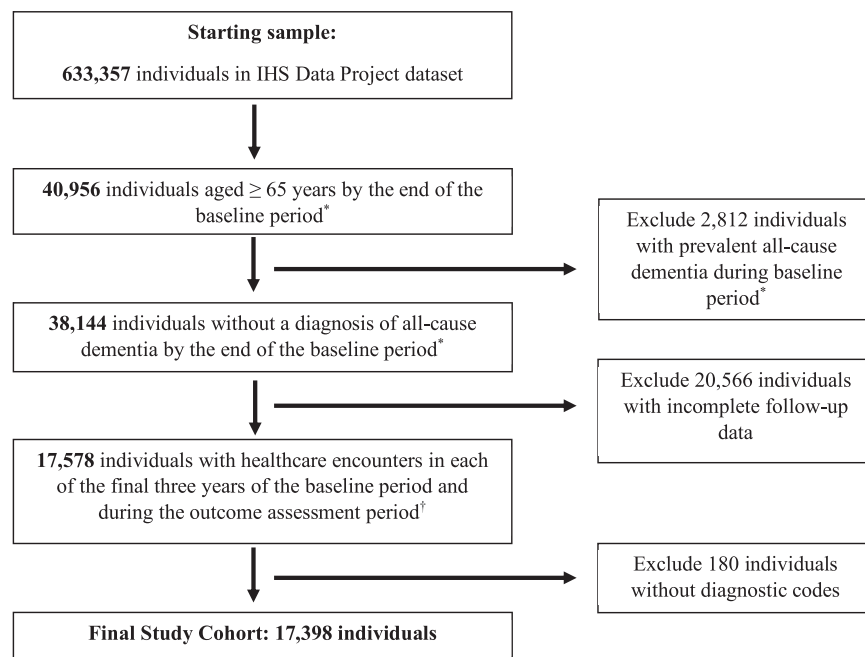 Starting sample:
633,357 individuals in IHS Data Project dataset
40,956 individuals aged ≥ 65 years by the end of the
baseline period*
Exclude 2,812 individuals
with prevalent all-cause
dementia during baseline
period*
38,144 individuals without a diagnosis of all-cause
dementia by the end of the baseline period*
Exclude 20,566 individuals
with incomplete follow-up
data
17,578 individuals with healthcare encounters in each
of the final three years of the baseline period and
during the outcome assessment period†
Exclude 180 individuals
without diagnostic codes
Final Study Cohort: 17,398 individuals